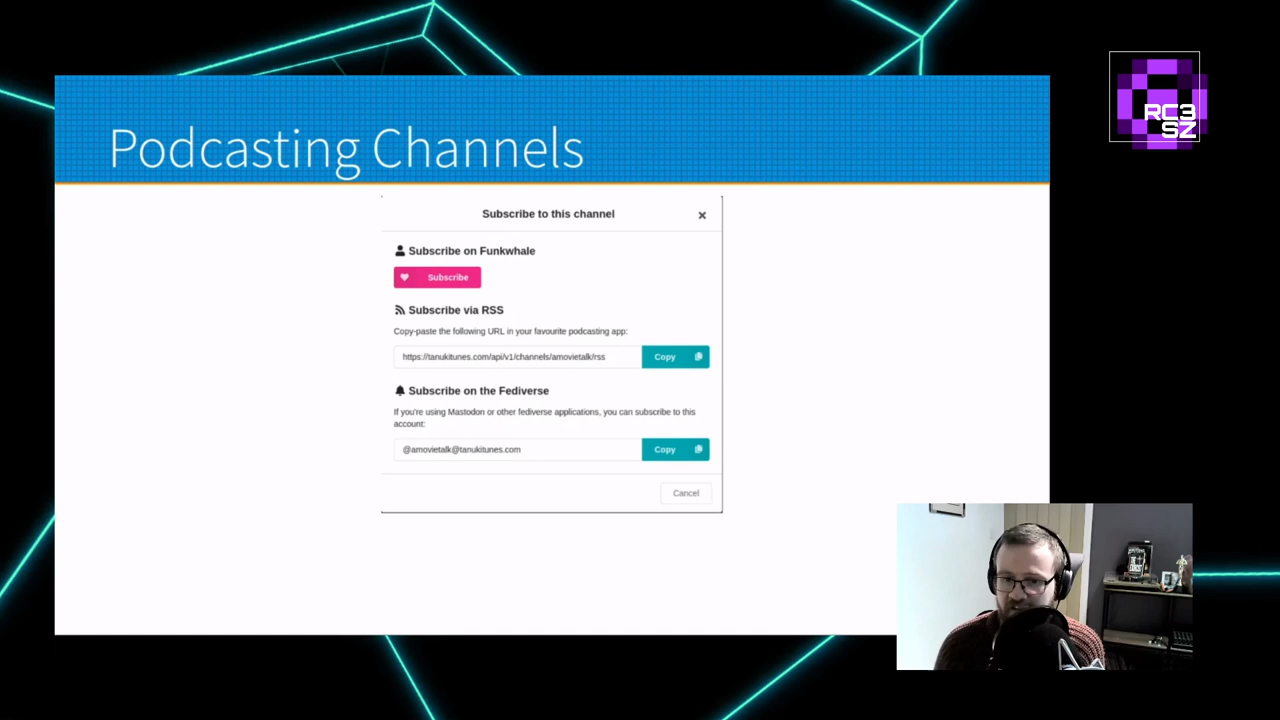 Podcasting Channels
RC3
SZ
Subscribe to this channel
Subscribe on Funkwhale
Subscribe
Subscribe via RSS
Copy-paste the following URL in your favourite podcasting app:
https://tanukitunes.com/api/v1/channels/amovietalk/rss
Copy
Subscribe on the Fediverse
If you're using Mastodon or other fediverse applications, you can subscribe to this
account:
@amovietalk@tanukitunes.com
Copy
Cancel